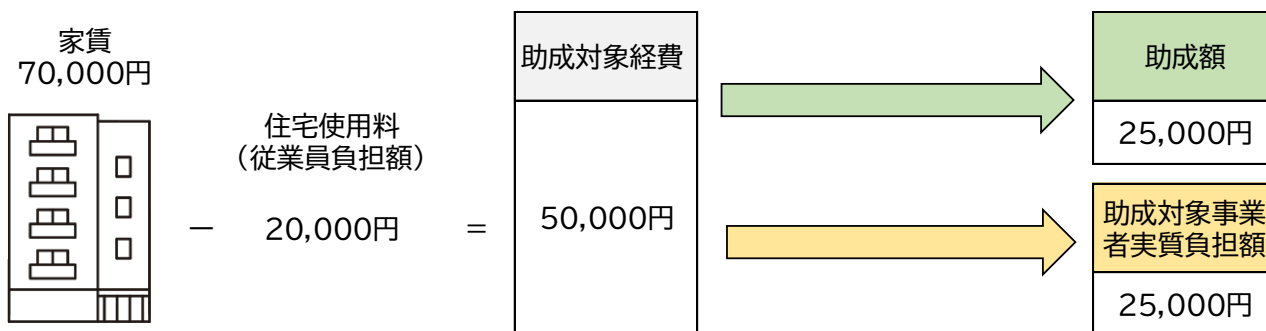 家賃
70,000円
住宅使用料
（従業員負担額）
－
20,000円
＝
助成対象経費
50,000円
助成額
25,000円
助成対象事業
者実質負担額
25,000円